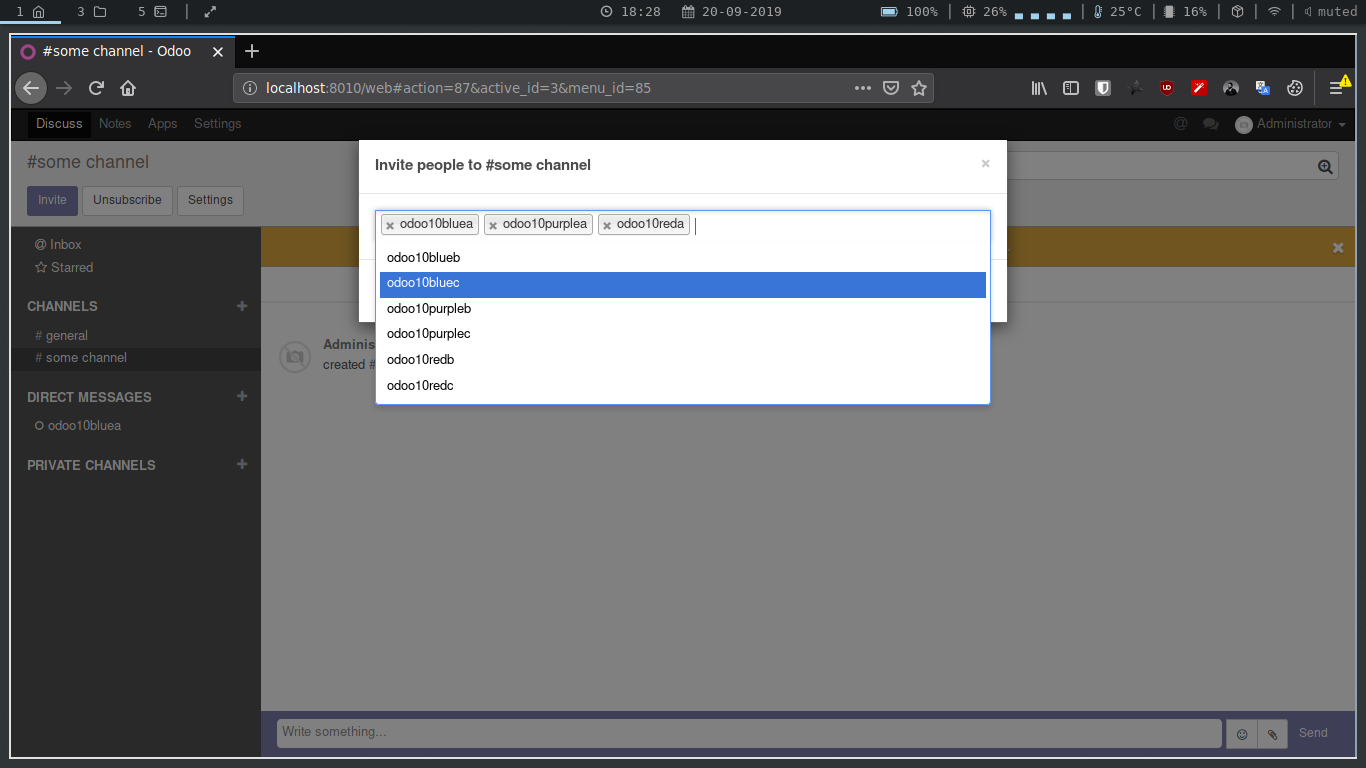 1 3 5 18:28 20-09-2019 100% 26% 25°C 16% muted
#some channel - Odoo
localhost:8010/web#action=87&active_id=3&menu_id=85
Discuss Notes Apps Settings @ Administrator
#some channel
Invite Unsubscribe Settings
@ Inbox
Starred
CHANNELS
# general
# some channel
DIRECT MESSAGES
odoo10bluea
PRIVATE CHANNELS
Invite people to #some channel ×
× odoo10bluea × odoo10purplea × odoo10reda
odoo10blueb
odoo10bluec
odoo10purpleb
odoo10purplec
odoo10redb
odoo10redc
Adminis
created #
Write something...
Send